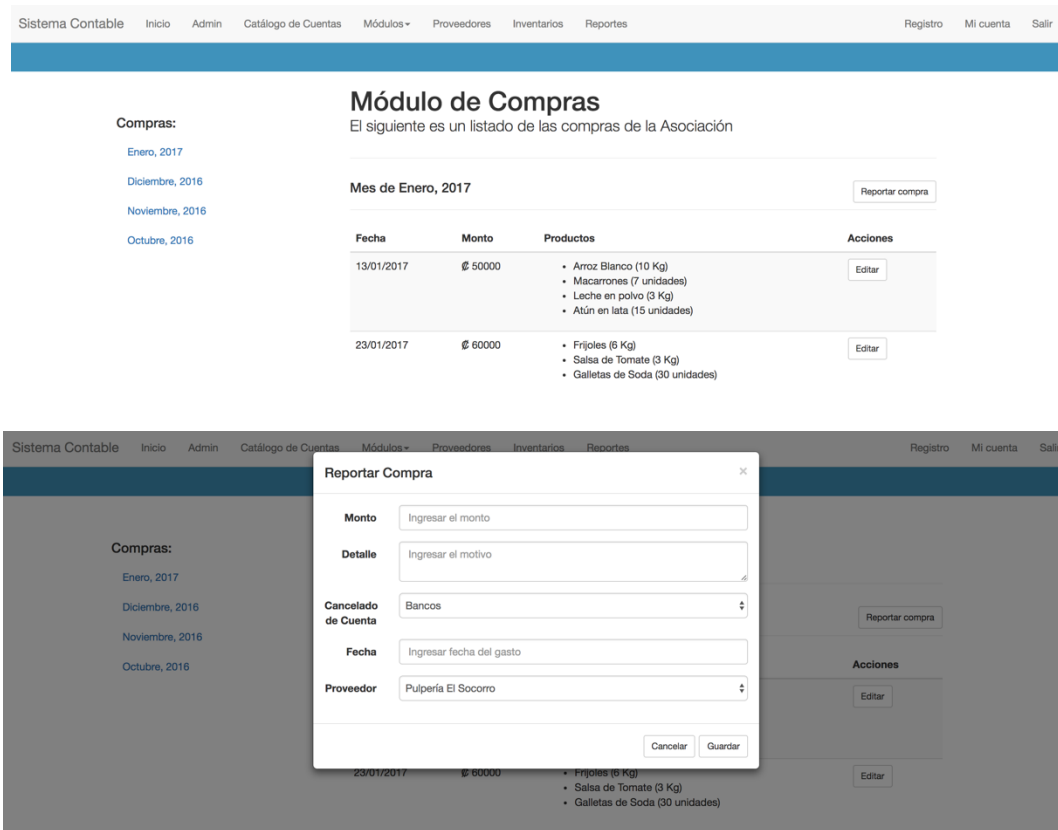 Sistema Contable Inicio Admin Catálogo de Cuentas Módulos Proveedores Inventarios Reportes Registro Mi cuenta Salir
Módulo de Compras
El siguiente es un listado de las compras de la Asociación
Compras:
Enero, 2017
Diciembre, 2016
Noviembre, 2016
Octubre, 2016
Mes de Enero, 2017 Reportar compra
Fecha Monto Productos Acciones
13/01/2017 ₡ 50000 • Arroz Blanco (10 Kg) Editar
• Macarrones (7 unidades)
• Leche en polvo (3 Kg)
• Atún en lata (15 unidades)
23/01/2017 ₡ 60000 • Frijoles (6 Kg) Editar
• Salsa de Tomate (3 Kg)
• Galletas de Soda (30 unidades)
Sistema Contable Inicio Admin Catálogo de Cuentas Módulos Proveedores Inventarios Reportes Registro Mi cuenta
Reportar Compra ×
Monto Ingresar el monto
Detalle Ingresar el motivo
Cancelado
de Cuenta Bancos
Fecha Ingresar fecha del gasto
Proveedor Pulpería El Socorro
Cancelar Guardar
Compras:
Enero, 2017
Diciembre, 2016
Noviembre, 2016
Octubre, 2016
Reportar compra
Acciones
Editar
23/01/2017 ₡ 60000 • Frijoles (6 Kg) Editar
• Salsa de Tomate (3 Kg)
• Galletas de Soda (30 unidades)